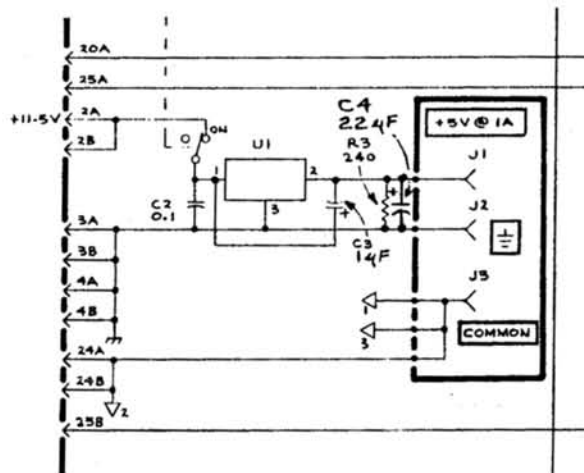 20A
25A
+11.5V
2A
2B
ON
U1
1
2
3
C2
0.1
C4
22µF
R3
240
+
+
C3
1µF
+5V @ 1A
J1
J2
J3
COMMON
3A
3B
4A
4B
1
3
24A
24B
2
25B